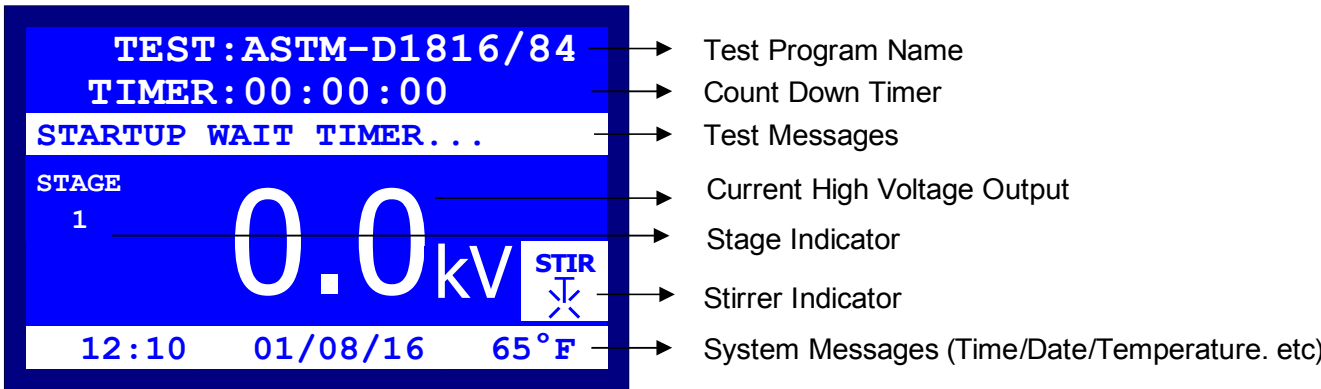 TEST:ASTM-D1816/84
TIMER:00:00:00
STARTUP WAIT TIMER...
STAGE
1
0.0kV
STIR
12:10 01/08/16 65°F
Test Program Name
Count Down Timer
Test Messages
Current High Voltage Output
Stage Indicator
Stirrer Indicator
System Messages (Time/Date/Temperature. etc)